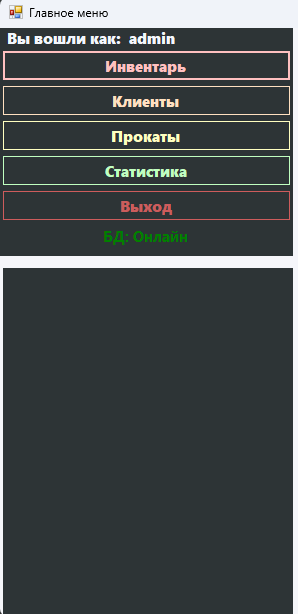 Главное меню
Вы вошли как: admin
Инвентарь
Клиенты
Прокаты
Статистика
Выход
БД: Онлайн